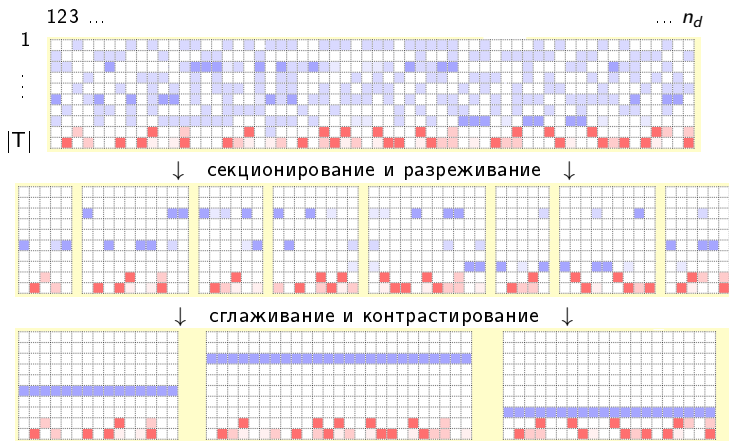 123 ... ... n_d
1
⋮
|T|
↓ секционирование и разреживание ↓
↓ сглаживание и контрастирование ↓